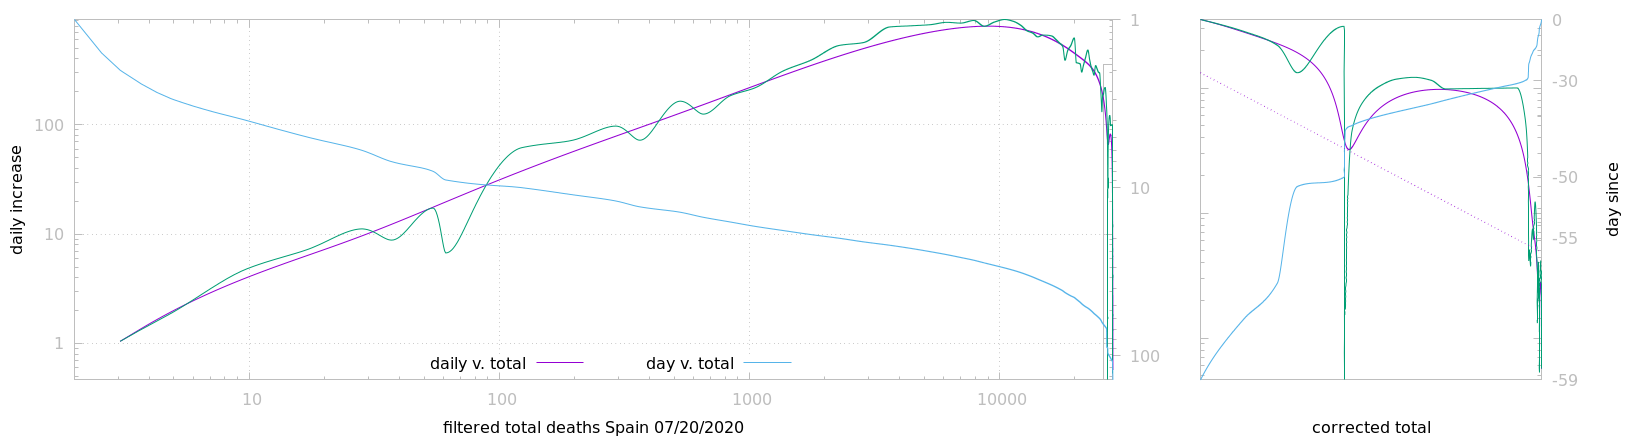 daily increase
100
10
1
daily v. total
day v. total
10
100
1000
10000
filtered total deaths Spain 07/20/2020
1
10
100
0
-30
-50
-55
-59
day since
corrected total